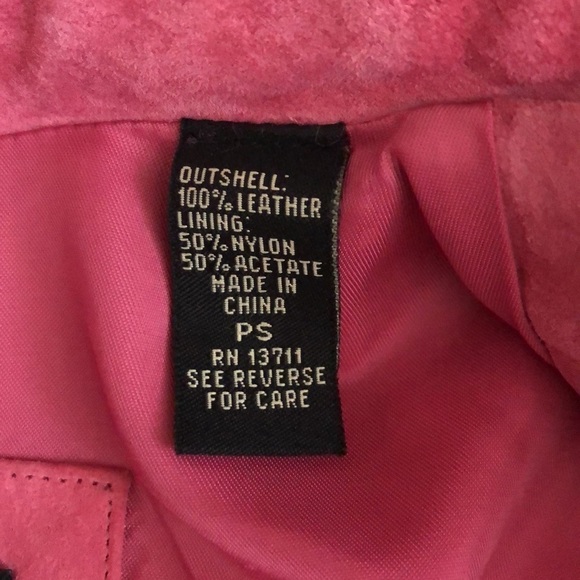 OUTSHELL:
100% LEATHER
LINING:
50% NYLON
50% ACETATE
MADE IN
CHINA
PS
RN 13711
SEE REVERSE
FOR CARE